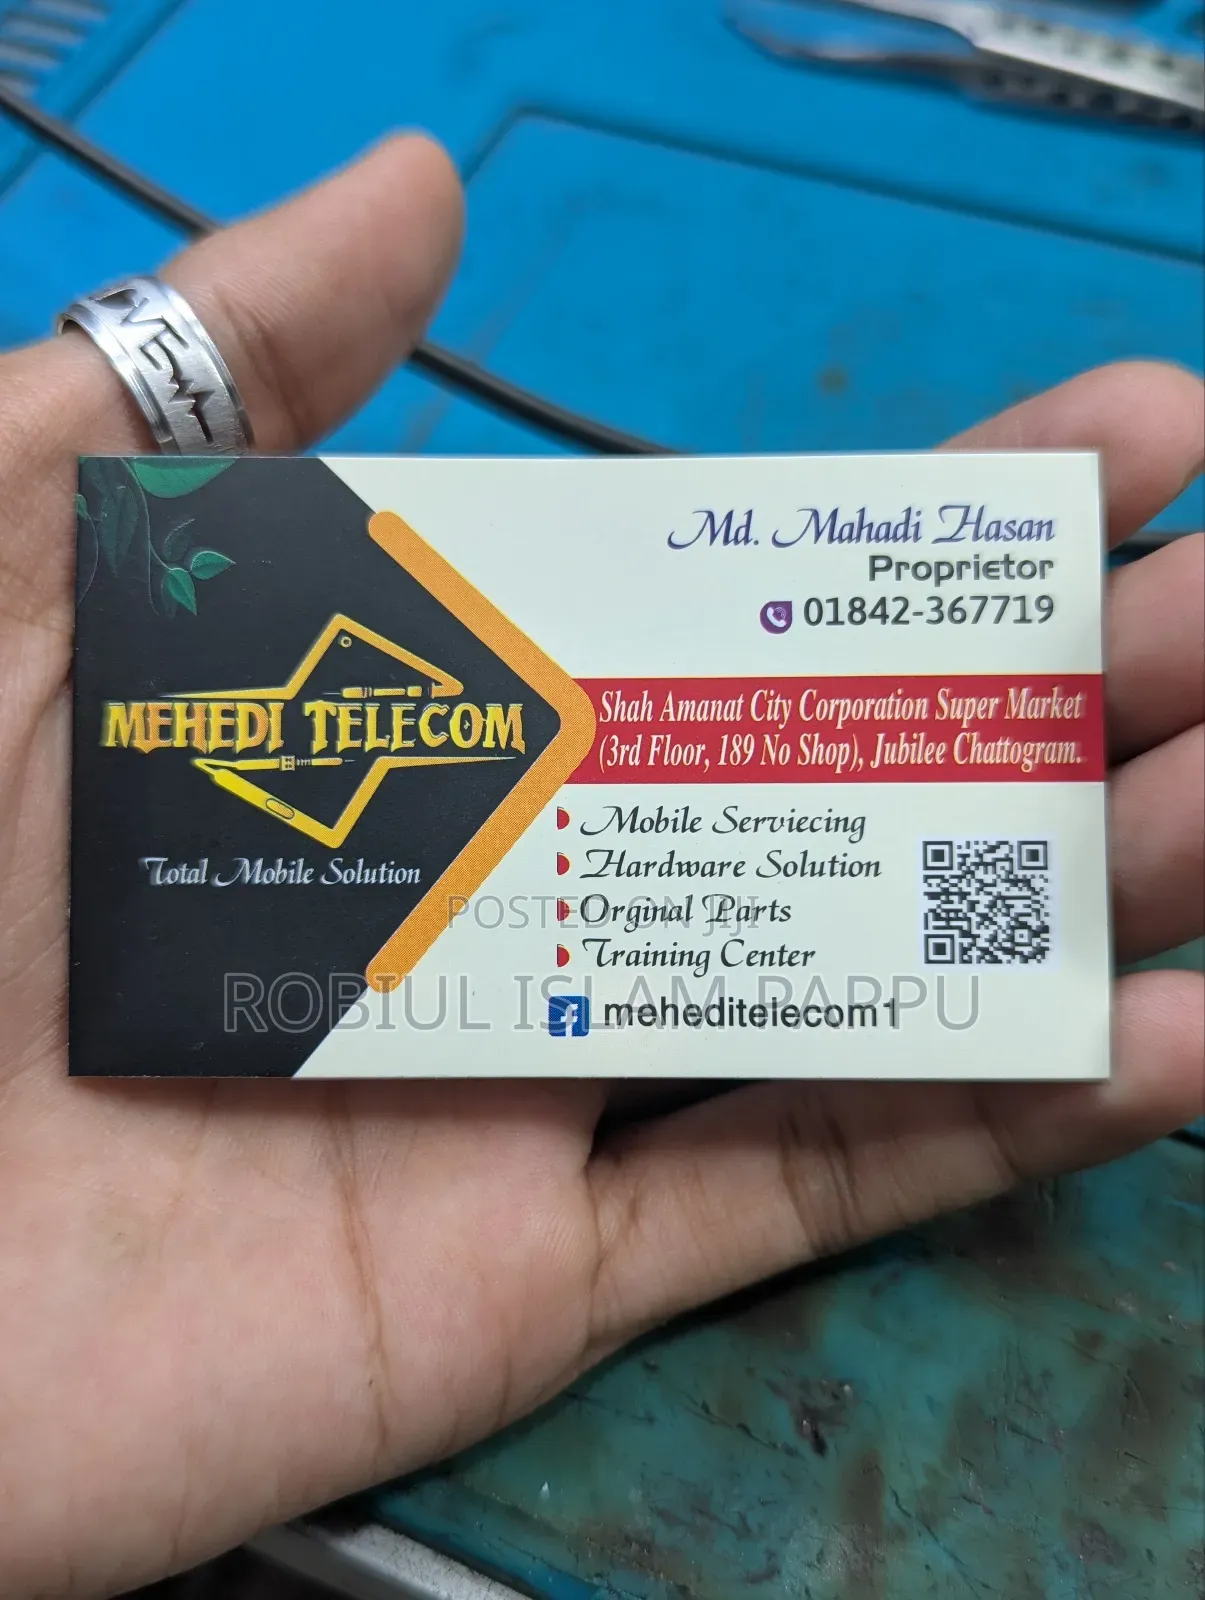 Md. Mahadi Hasan
Proprietor
01842-367719
MEHEDI TELECOM
Total Mobile Solution
Shah Amanat City Corporation Super Market
(3rd Floor, 189 No Shop), Jubilee Chattogram.
Mobile Serviecing
Hardware Solution
Orginal Parts
Training Center
meheditelecom1
POSTED ON JIJI
ROBIUL ISLAM PAPPU